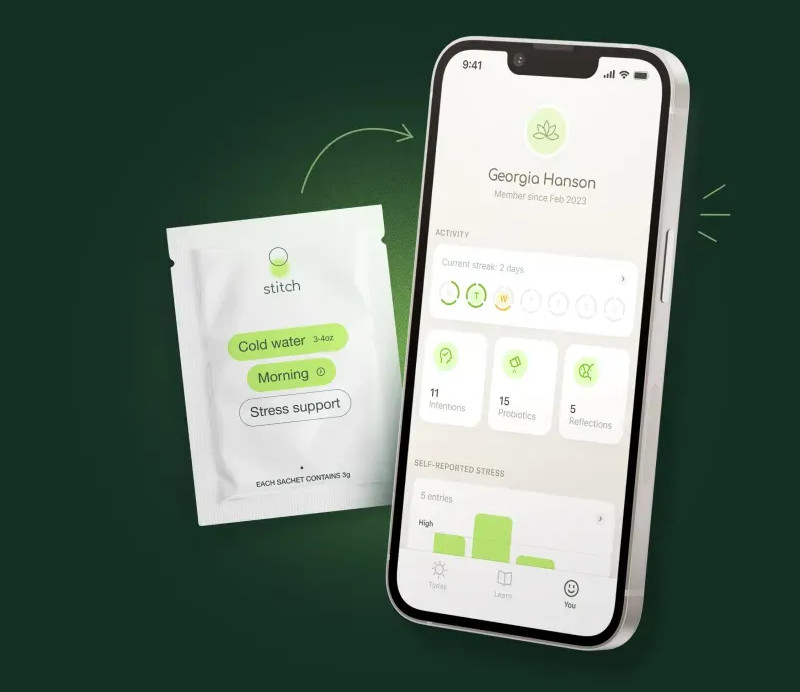 stitch
Cold water 3-4oz
Morning
Stress support
EACH SACHET CONTAINS 3g
9:41
Georgia Hanson
Member since Feb 2023
ACTIVITY
Current streak: 2 days
T W
11
Intentions
15
Probiotics
5
Reflections
SELF-REPORTED STRESS
5 entries
High
Today
Learn
You